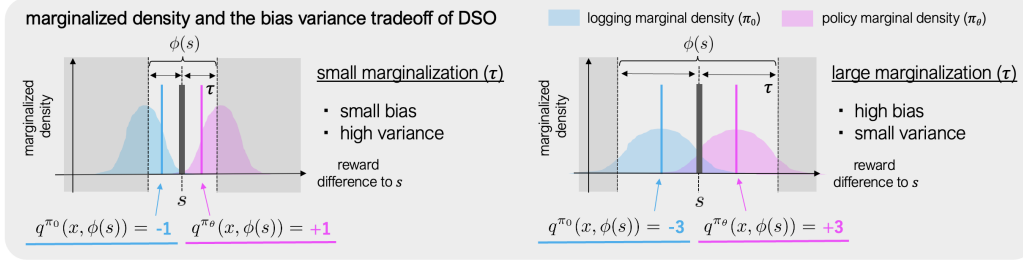 marginalized density and the bias variance tradeoff of DSO
logging marginal density (π₀)
policy marginal density (π_θ)
ϕ(s)
marginalized
density
τ
small marginalization (τ)
▪ small bias
▪ high variance
reward
difference to s
s
q^{π₀}(x, ϕ(s)) = -1
q^{π_θ}(x, ϕ(s)) = +1
ϕ(s)
marginalized
density
τ
large marginalization (τ)
▪ high bias
▪ small variance
reward
difference to s
s
q^{π₀}(x, ϕ(s)) = -3
q^{π_θ}(x, ϕ(s)) = +3